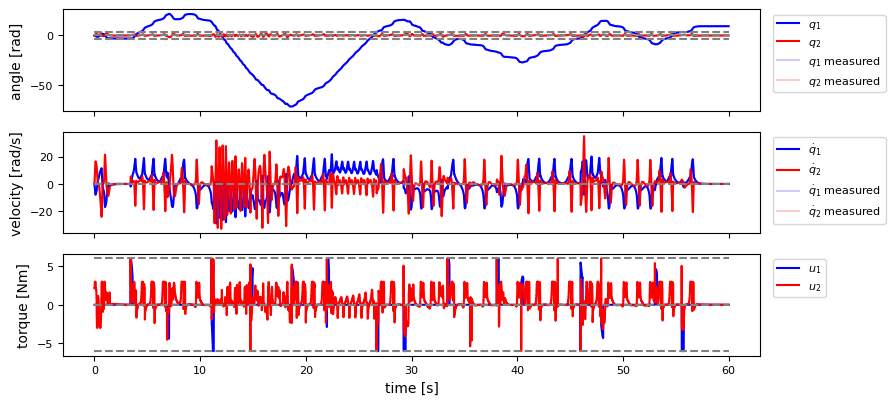 angle [rad]
0
−50
q₁
q₂
q₁ measured
q₂ measured
velocity [rad/s]
20
0
−20
q̇₁
q̇₂
q̇₁ measured
q̇₂ measured
torque [Nm]
5
0
−5
u₁
u₂
0 10 20 30 40 50 60
time [s]